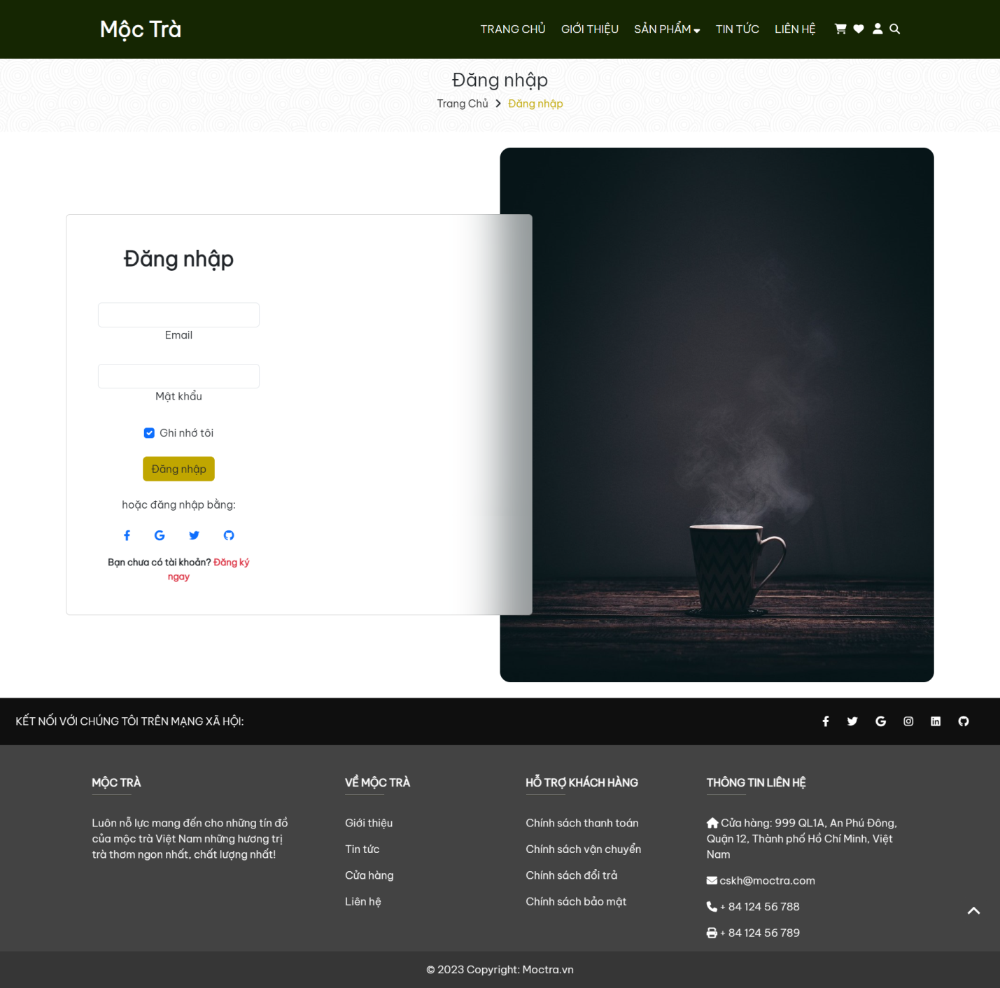 Mộc Trà
TRANG CHỦ GIỚI THIỆU SẢN PHẨM TIN TỨC LIÊN HỆ
Đăng nhập
Trang Chủ Đăng nhập
Đăng nhập
Email
Mật khẩu
Ghi nhớ tôi
Đăng nhập
hoặc đăng nhập bằng:
Bạn chưa có tài khoản? Đăng ký
ngay
KẾT NỐI VỚI CHÚNG TÔI TRÊN MẠNG XÃ HỘI:
MỘC TRÀ
Luôn nỗ lực mang đến cho những tín đồ
của mộc trà Việt Nam những hương trị
trà thơm ngon nhất, chất lượng nhất!
VỀ MỘC TRÀ
Giới thiệu
Tin tức
Cửa hàng
Liên hệ
HỖ TRỢ KHÁCH HÀNG
Chính sách thanh toán
Chính sách vận chuyển
Chính sách đổi trả
Chính sách bảo mật
THÔNG TIN LIÊN HỆ
Cửa hàng: 999 QL1A, An Phú Đông,
Quận 12, Thành phố Hồ Chí Minh, Việt
Nam
cskh@moctra.com
+ 84 124 56 788
+ 84 124 56 789
© 2023 Copyright: Moctra.vn